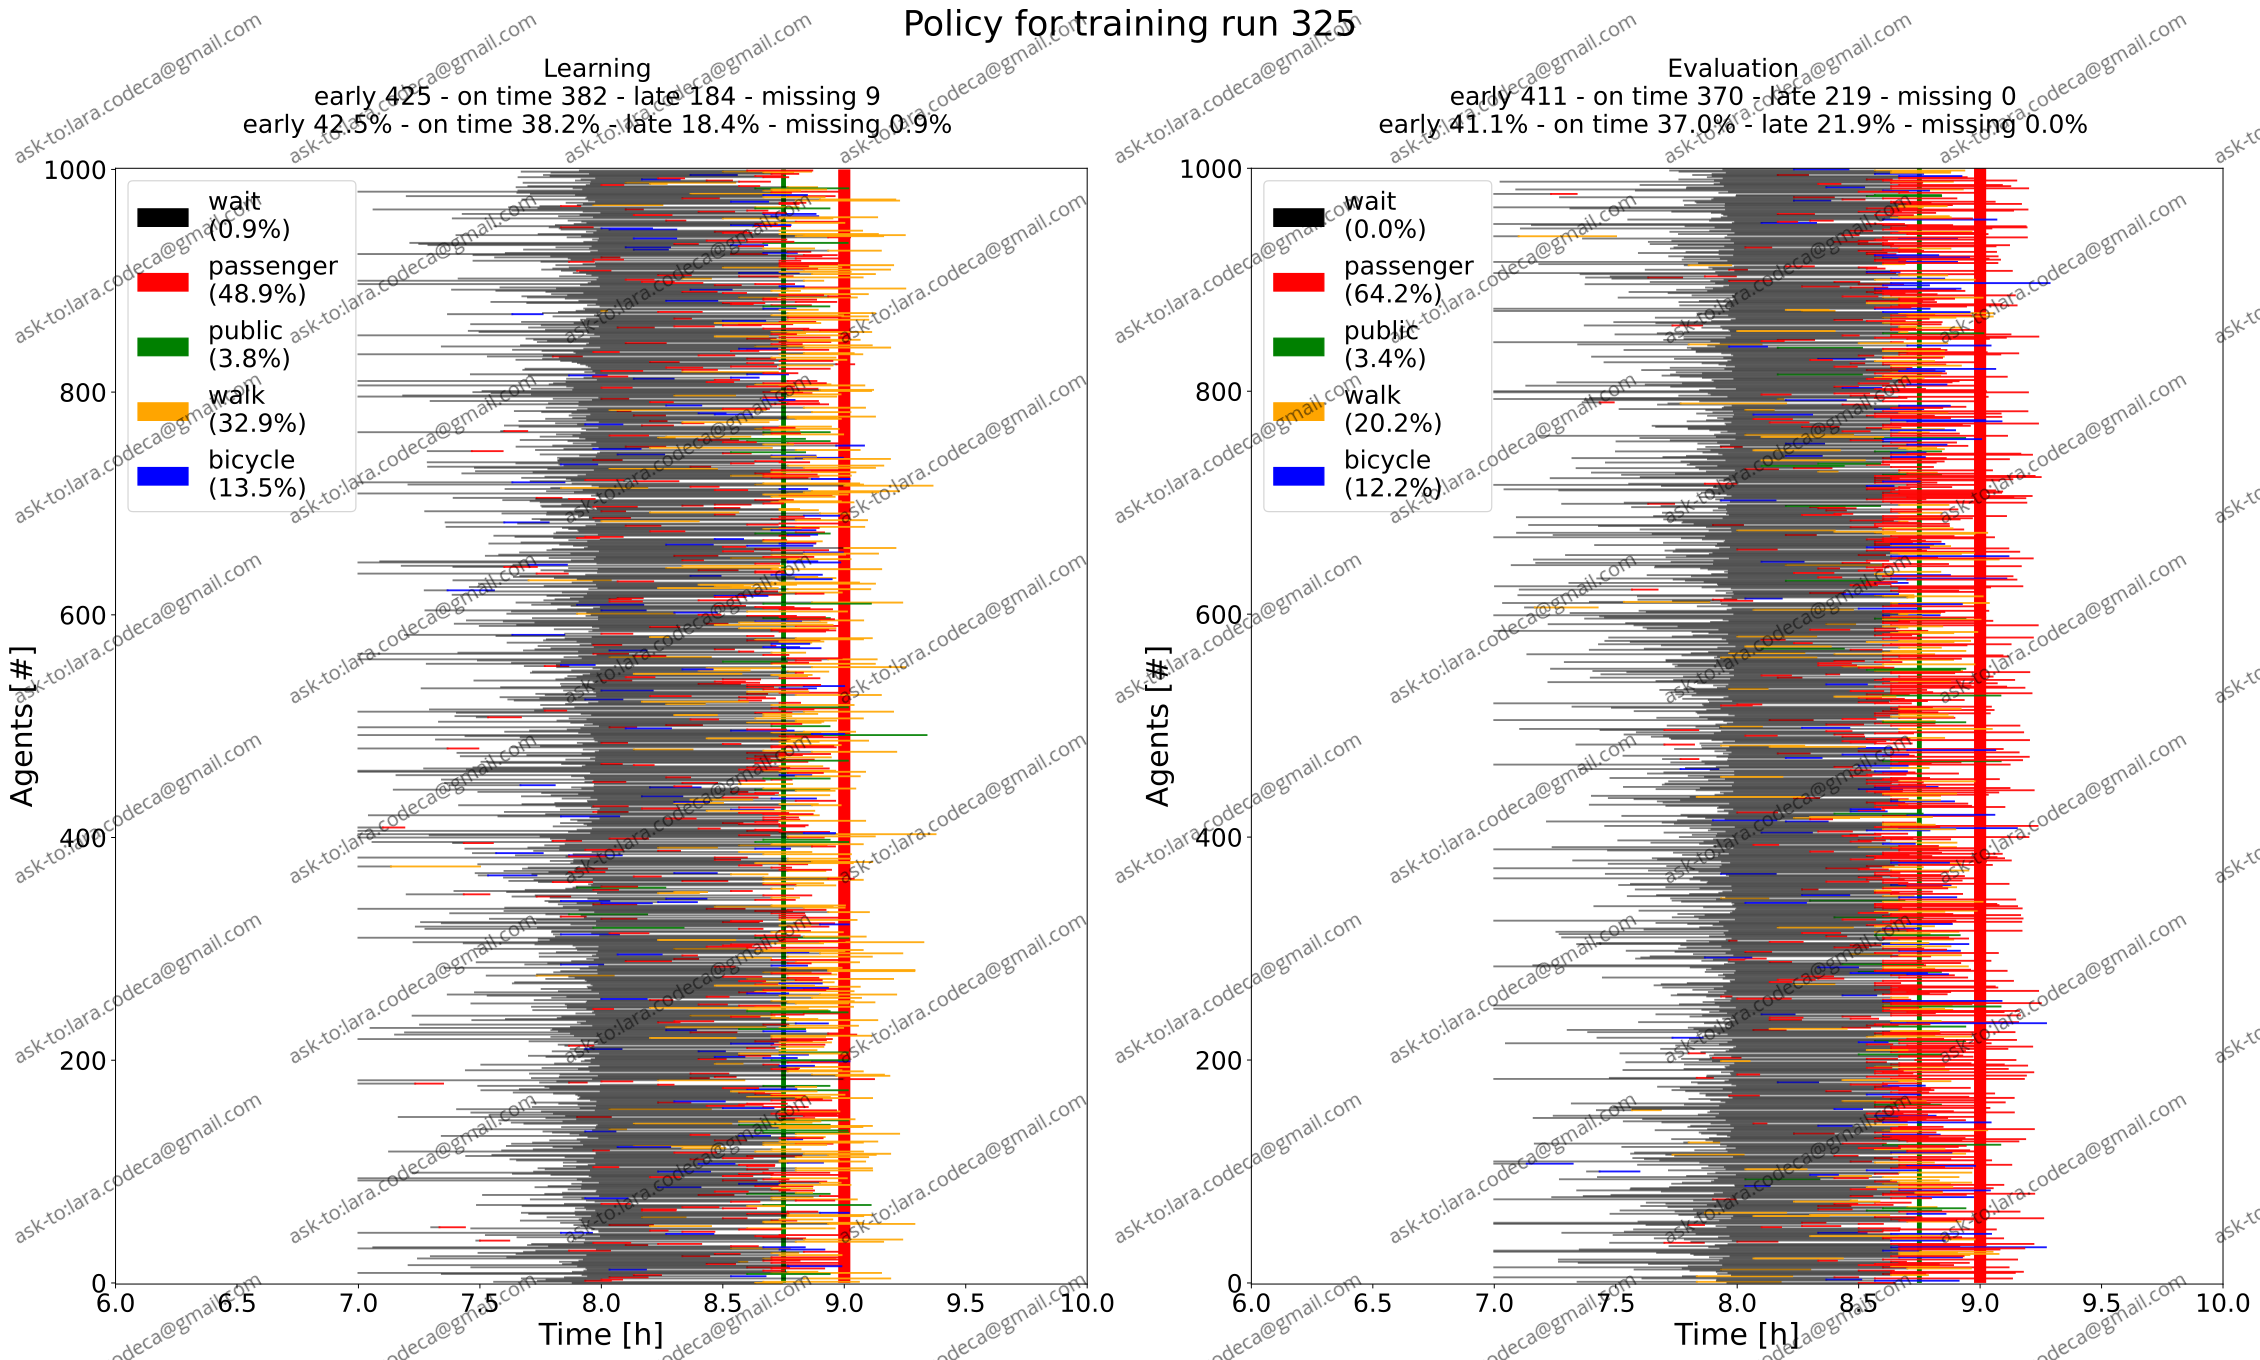 Policy for training run 325
Learning
early 425 - on time 382 - late 184 - missing 9
early 42.5% - on time 38.2% - late 18.4% - missing 0.9%
1000
800
600
400
200
0
Agents [#]
wait
(0.9%)
passenger
(48.9%)
public
(3.8%)
walk
(32.9%)
bicycle
(13.5%)
6.0 6.5 7.0 7.5 8.0 8.5 9.0 9.5 10.0
Time [h]
Evaluation
early 411 - on time 370 - late 219 - missing 0
early 41.1% - on time 37.0% - late 21.9% - missing 0.0%
1000
800
600
400
200
0
Agents [#]
wait
(0.0%)
passenger
(64.2%)
public
(3.4%)
walk
(20.2%)
bicycle
(12.2%)
6.0 6.5 7.0 7.5 8.0 8.5 9.0 9.5 10.0
Time [h]
ask-to:lara.codeca@gmail.com